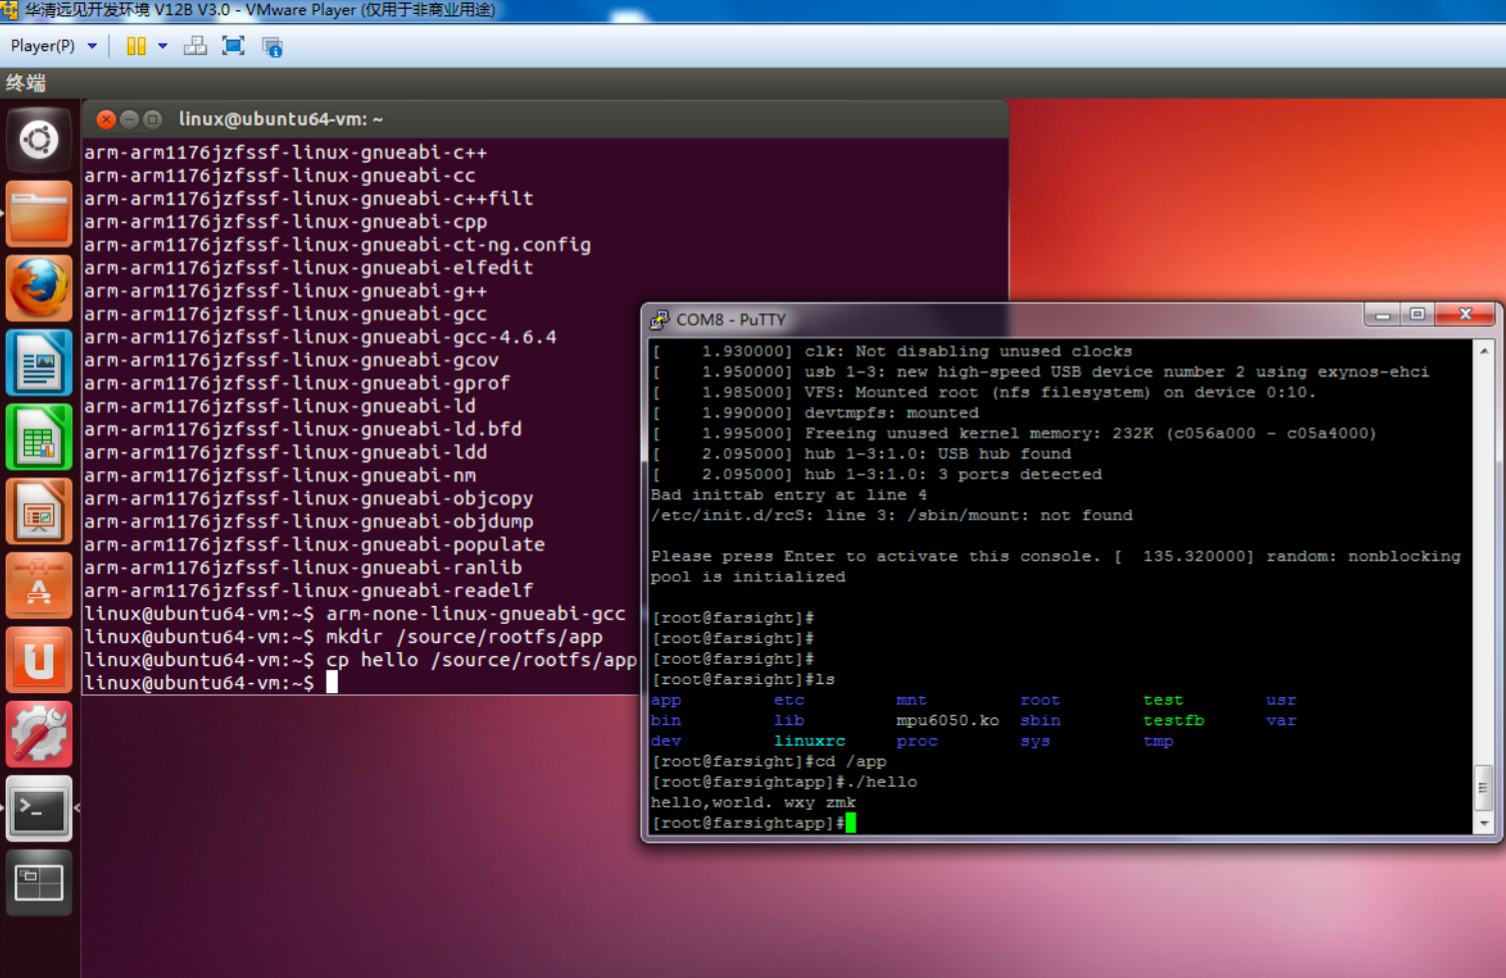 华清远见开发环境 V12B V3.0 - VMware Player (仅用于非商业用途)
Player(P)
终端
linux@ubuntu64-vm: ~
arm-arm1176jzfssf-linux-gnueabi-c++
arm-arm1176jzfssf-linux-gnueabi-cc
arm-arm1176jzfssf-linux-gnueabi-c++filt
arm-arm1176jzfssf-linux-gnueabi-cpp
arm-arm1176jzfssf-linux-gnueabi-ct-ng.config
arm-arm1176jzfssf-linux-gnueabi-elfedit
arm-arm1176jzfssf-linux-gnueabi-g++
arm-arm1176jzfssf-linux-gnueabi-gcc
arm-arm1176jzfssf-linux-gnueabi-gcc-4.6.4
arm-arm1176jzfssf-linux-gnueabi-gcov
arm-arm1176jzfssf-linux-gnueabi-gprof
arm-arm1176jzfssf-linux-gnueabi-ld
arm-arm1176jzfssf-linux-gnueabi-ld.bfd
arm-arm1176jzfssf-linux-gnueabi-ldd
arm-arm1176jzfssf-linux-gnueabi-nm
arm-arm1176jzfssf-linux-gnueabi-objcopy
arm-arm1176jzfssf-linux-gnueabi-objdump
arm-arm1176jzfssf-linux-gnueabi-populate
arm-arm1176jzfssf-linux-gnueabi-ranlib
arm-arm1176jzfssf-linux-gnueabi-readelf
linux@ubuntu64-vm:~$ arm-none-linux-gnueabi-gcc
linux@ubuntu64-vm:~$ mkdir /source/rootfs/app
linux@ubuntu64-vm:~$ cp hello /source/rootfs/app
linux@ubuntu64-vm:~$
COM8 - PuTTY
[    1.930000] clk: Not disabling unused clocks
[    1.950000] usb 1-3: new high-speed USB device number 2 using exynos-ehci
[    1.985000] VFS: Mounted root (nfs filesystem) on device 0:10.
[    1.990000] devtmpfs: mounted
[    1.995000] Freeing unused kernel memory: 232K (c056a000 - c05a4000)
[    2.095000] hub 1-3:1.0: USB hub found
[    2.095000] hub 1-3:1.0: 3 ports detected
Bad inittab entry at line 4
/etc/init.d/rcS: line 3: /sbin/mount: not found
Please press Enter to activate this console. [  135.320000] random: nonblocking
pool is initialized
[root@farsight]#
[root@farsight]#
[root@farsight]#
[root@farsight]#ls
app etc mnt root test usr
bin lib mpu6050.ko sbin testfb var
dev linuxrc proc sys tmp
[root@farsight]#cd /app
[root@farsightapp]#./hello
hello,world. wxy zmk
[root@farsightapp]#